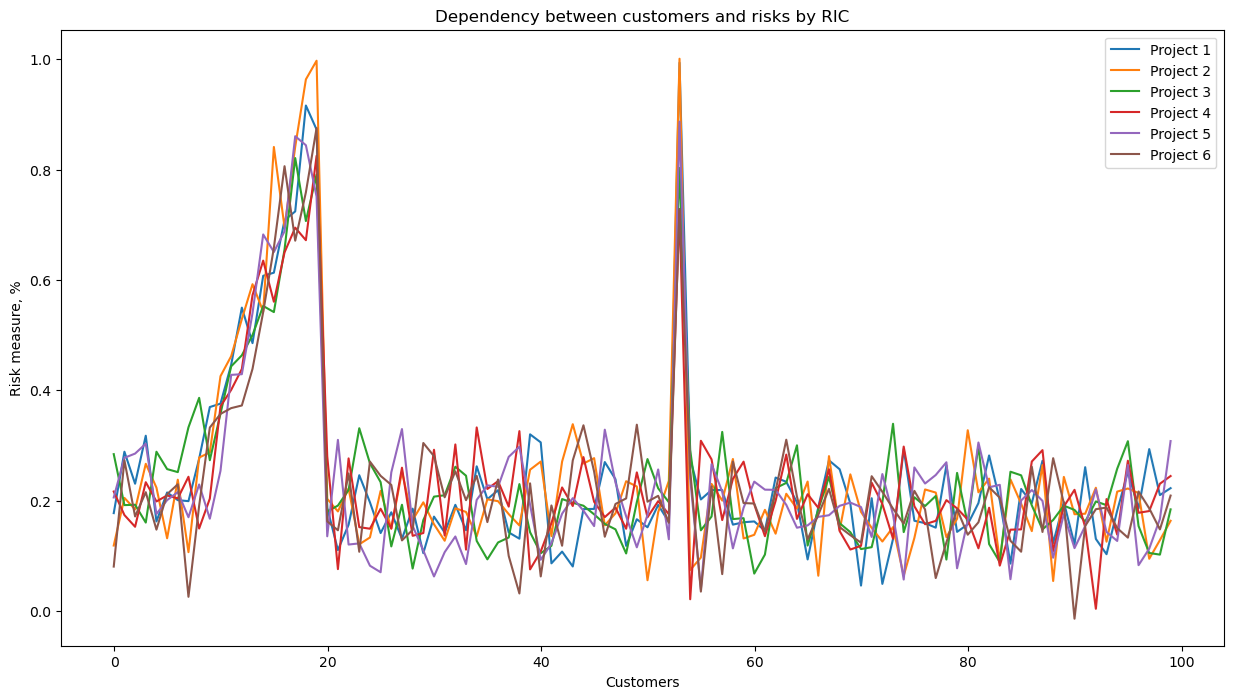 Dependency between customers and risks by RIC
Project 1
Project 2
Project 3
Project 4
Project 5
Project 6
Risk measure, %
1.0
0.8
0.6
0.4
0.2
0.0
0 20 40 60 80 100
Customers